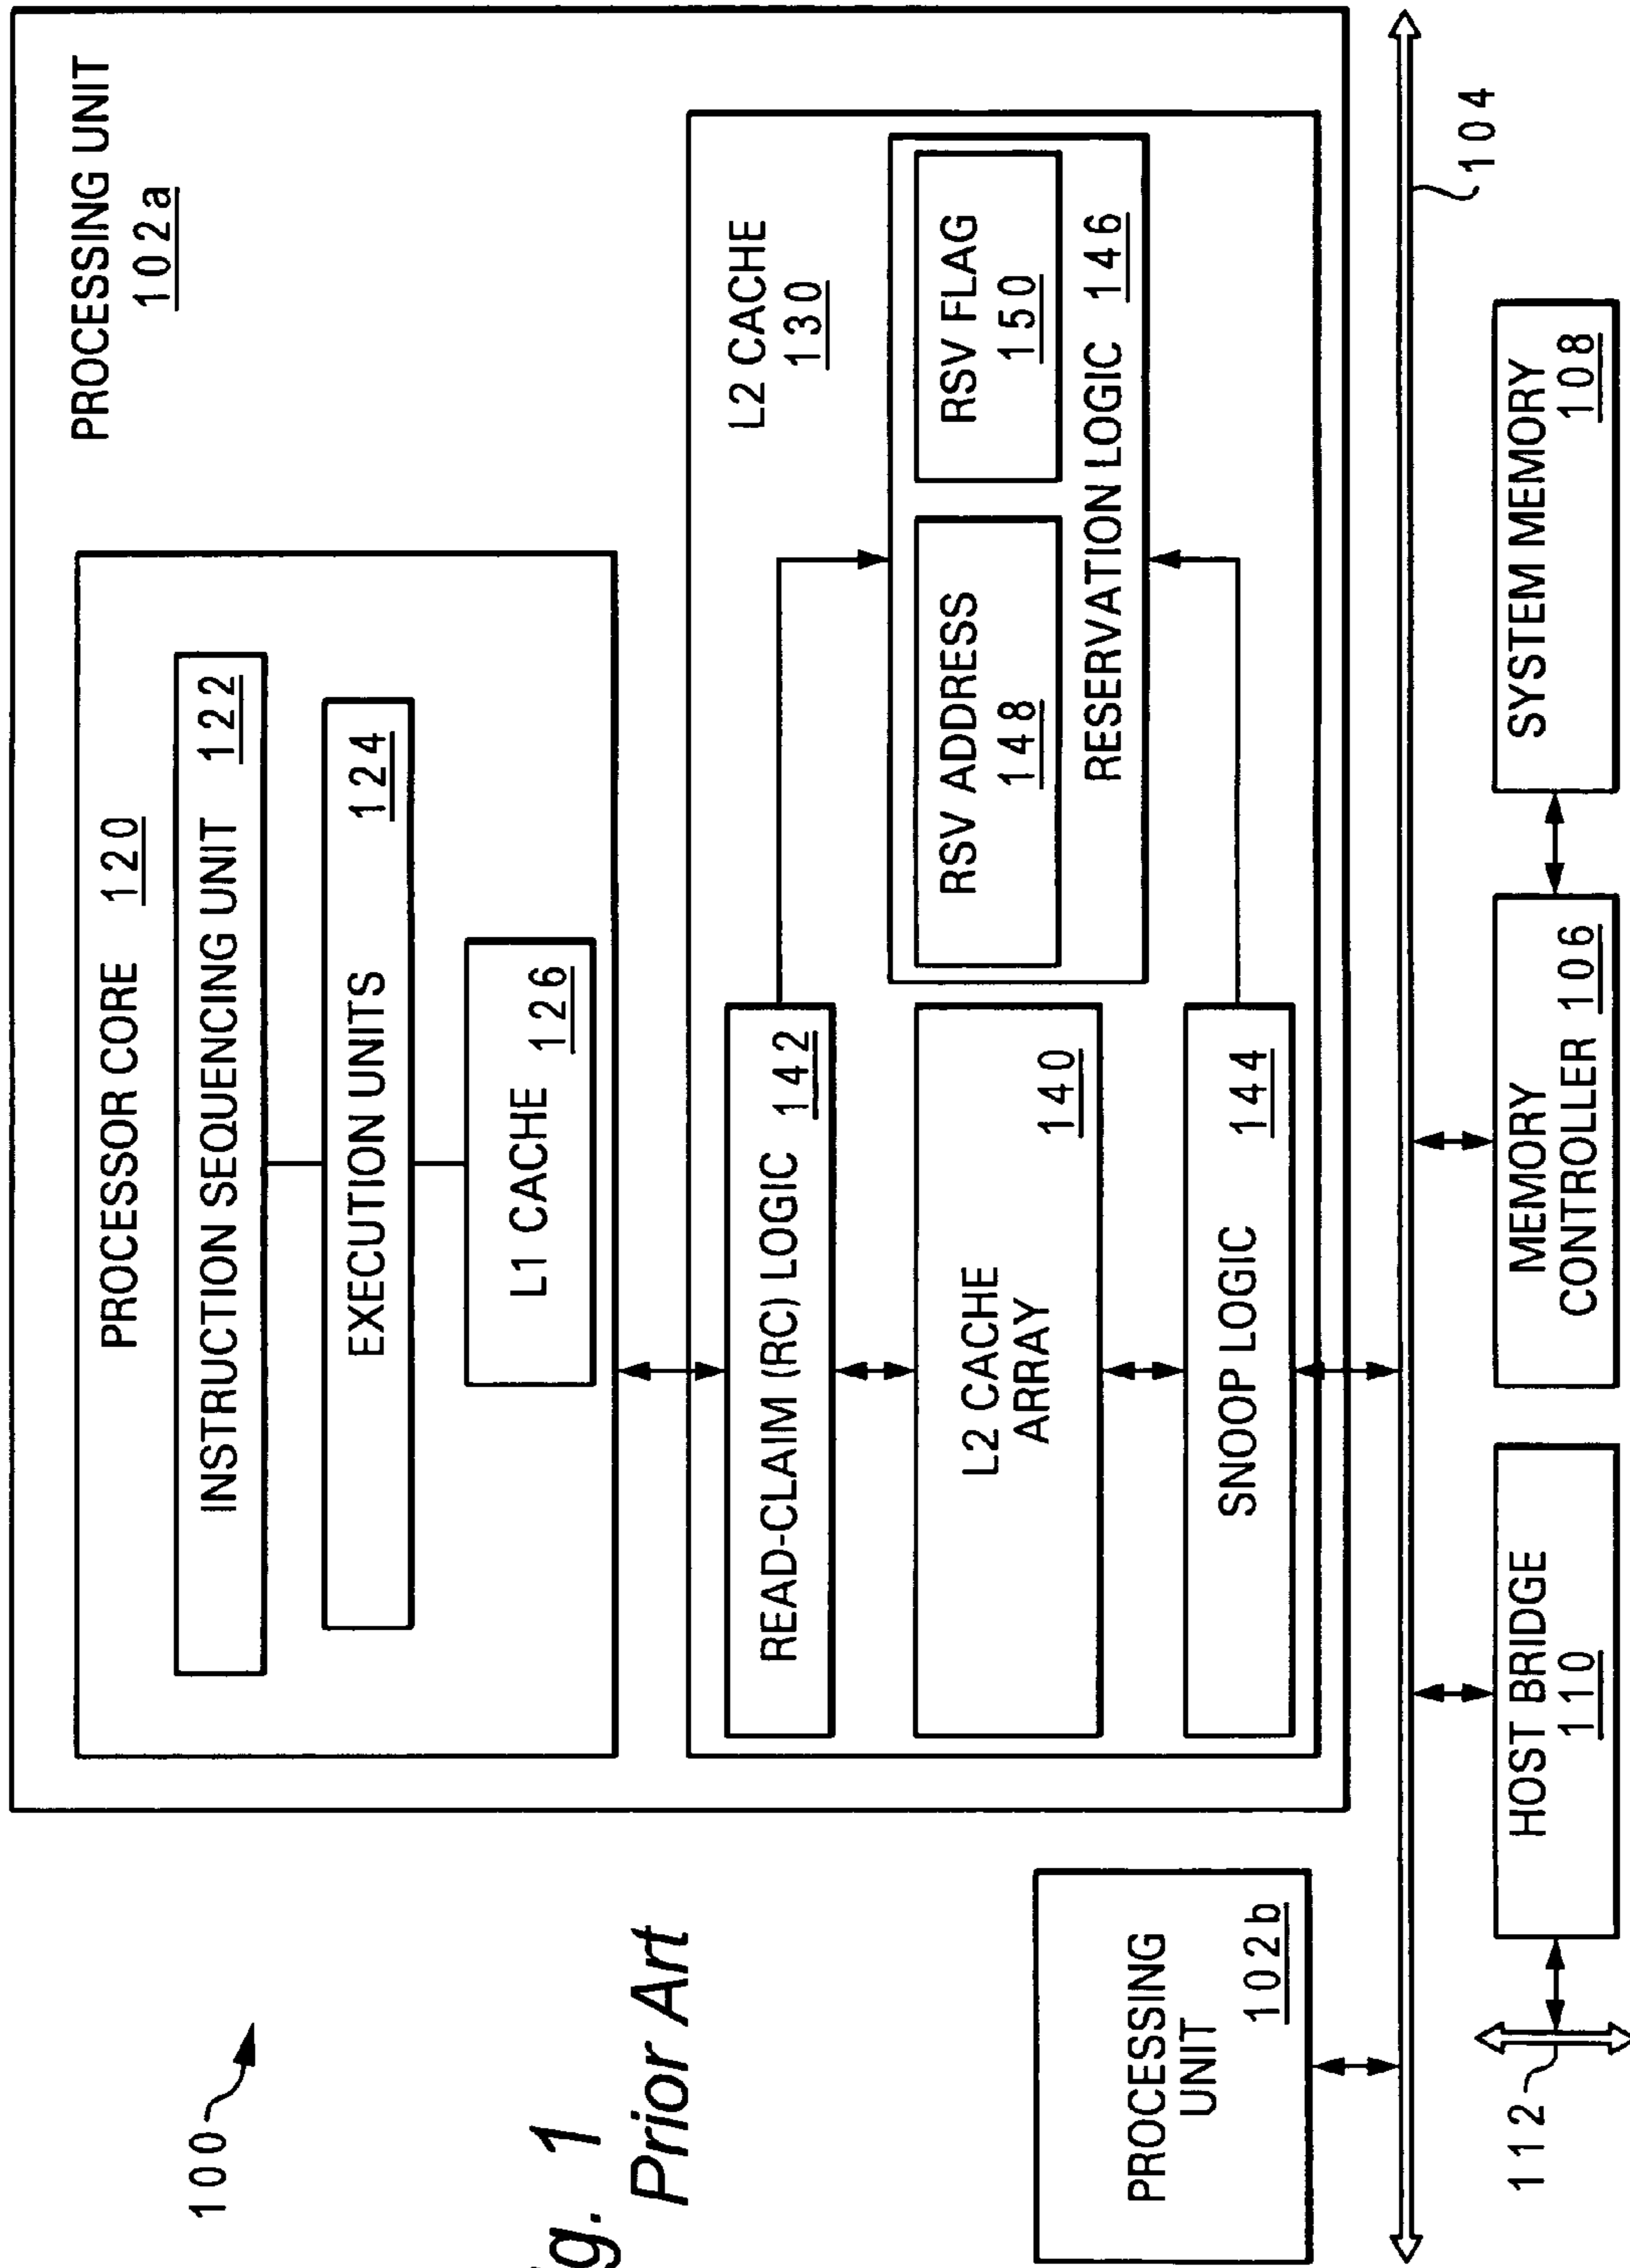 100
Fig. 1
Prior Art
PROCESSING UNIT
102a
PROCESSOR CORE 120
INSTRUCTION SEQUENCING UNIT 122
EXECUTION UNITS 124
L1 CACHE 126
L2 CACHE
130
READ-CLAIM (RC) LOGIC 142
L2 CACHE
ARRAY
140
SNOOP LOGIC 144
RSV ADDRESS
148
RSV FLAG
150
RESERVATION LOGIC 146
PROCESSING
UNIT
102b
104
112
HOST BRIDGE
110
MEMORY
CONTROLLER 106
SYSTEM MEMORY
108